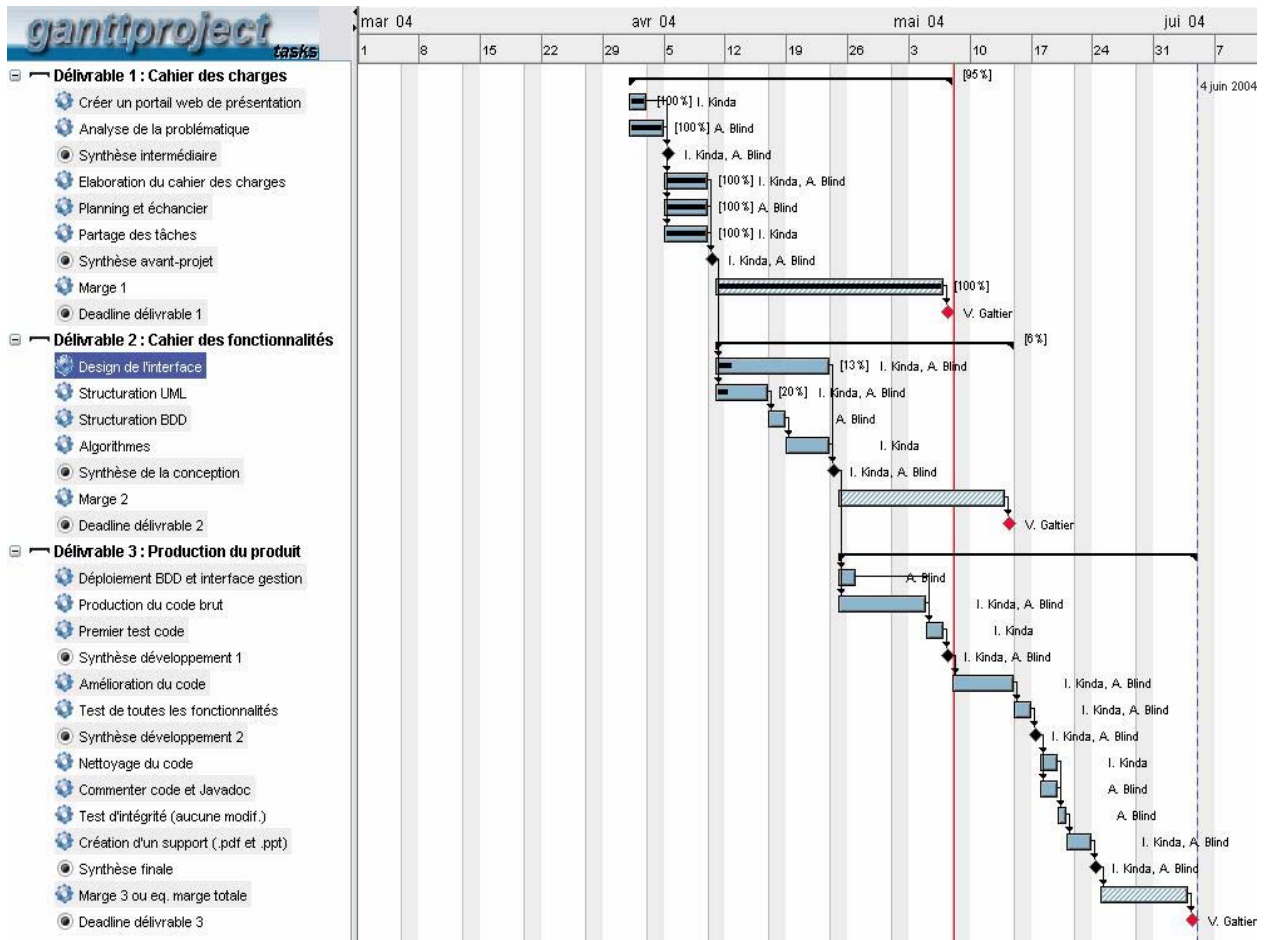 ganttproject
tasks
mar 04 avr 04 mai 04 jui 04
1 8 15 22 29 5 12 19 26 3 10 17 24 31 7
4 juin 2004
Délivrable 1 : Cahier des charges [95 %]
Créer un portail web de présentation [100 %] I. Kinda
Analyse de la problématique [100 %] A. Blind
Synthèse intermédiaire I. Kinda, A. Blind
Elaboration du cahier des charges [100 %] I. Kinda, A. Blind
Planning et échancier [100 %] A. Blind
Partage des tâches [100 %] I. Kinda
Synthèse avant-projet I. Kinda, A. Blind
Marge 1 [100 %]
Deadline délivrable 1 V. Galtier
Délivrable 2 : Cahier des fonctionnalités [6 %]
Design de l'interface [13 %] I. Kinda, A. Blind
Structuration UML [20 %] I. Kinda, A. Blind
Structuration BDD A. Blind
Algorithmes I. Kinda
Synthèse de la conception I. Kinda, A. Blind
Marge 2
Deadline délivrable 2 V. Galtier
Délivrable 3 : Production du produit
Déploiement BDD et interface gestion A. Blind
Production du code brut I. Kinda, A. Blind
Premier test code I. Kinda
Synthèse développement 1 I. Kinda, A. Blind
Amélioration du code I. Kinda, A. Blind
Test de toutes les fonctionnalités I. Kinda, A. Blind
Synthèse développement 2 I. Kinda, A. Blind
Nettoyage du code I. Kinda
Commenter code et Javadoc A. Blind
Test d'intégrité (aucune modif.) A. Blind
Création d'un support (.pdf et .ppt) I. Kinda, A. Blind
Synthèse finale I. Kinda, A. Blind
Marge 3 ou eq. marge totale
Deadline délivrable 3 V. Galtier